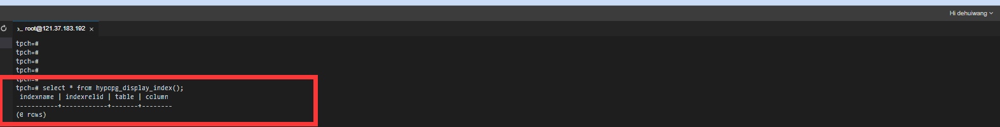 Hi dehuiwang
>_ root@121.37.183.192 ×
tpch=#
tpch=#
tpch=#
tpch=#
tpch=#
tpch=# select * from hypopg_display_index();
 indexname | indexrelid | table | column
-----------+------------+-------+--------
(0 rows)